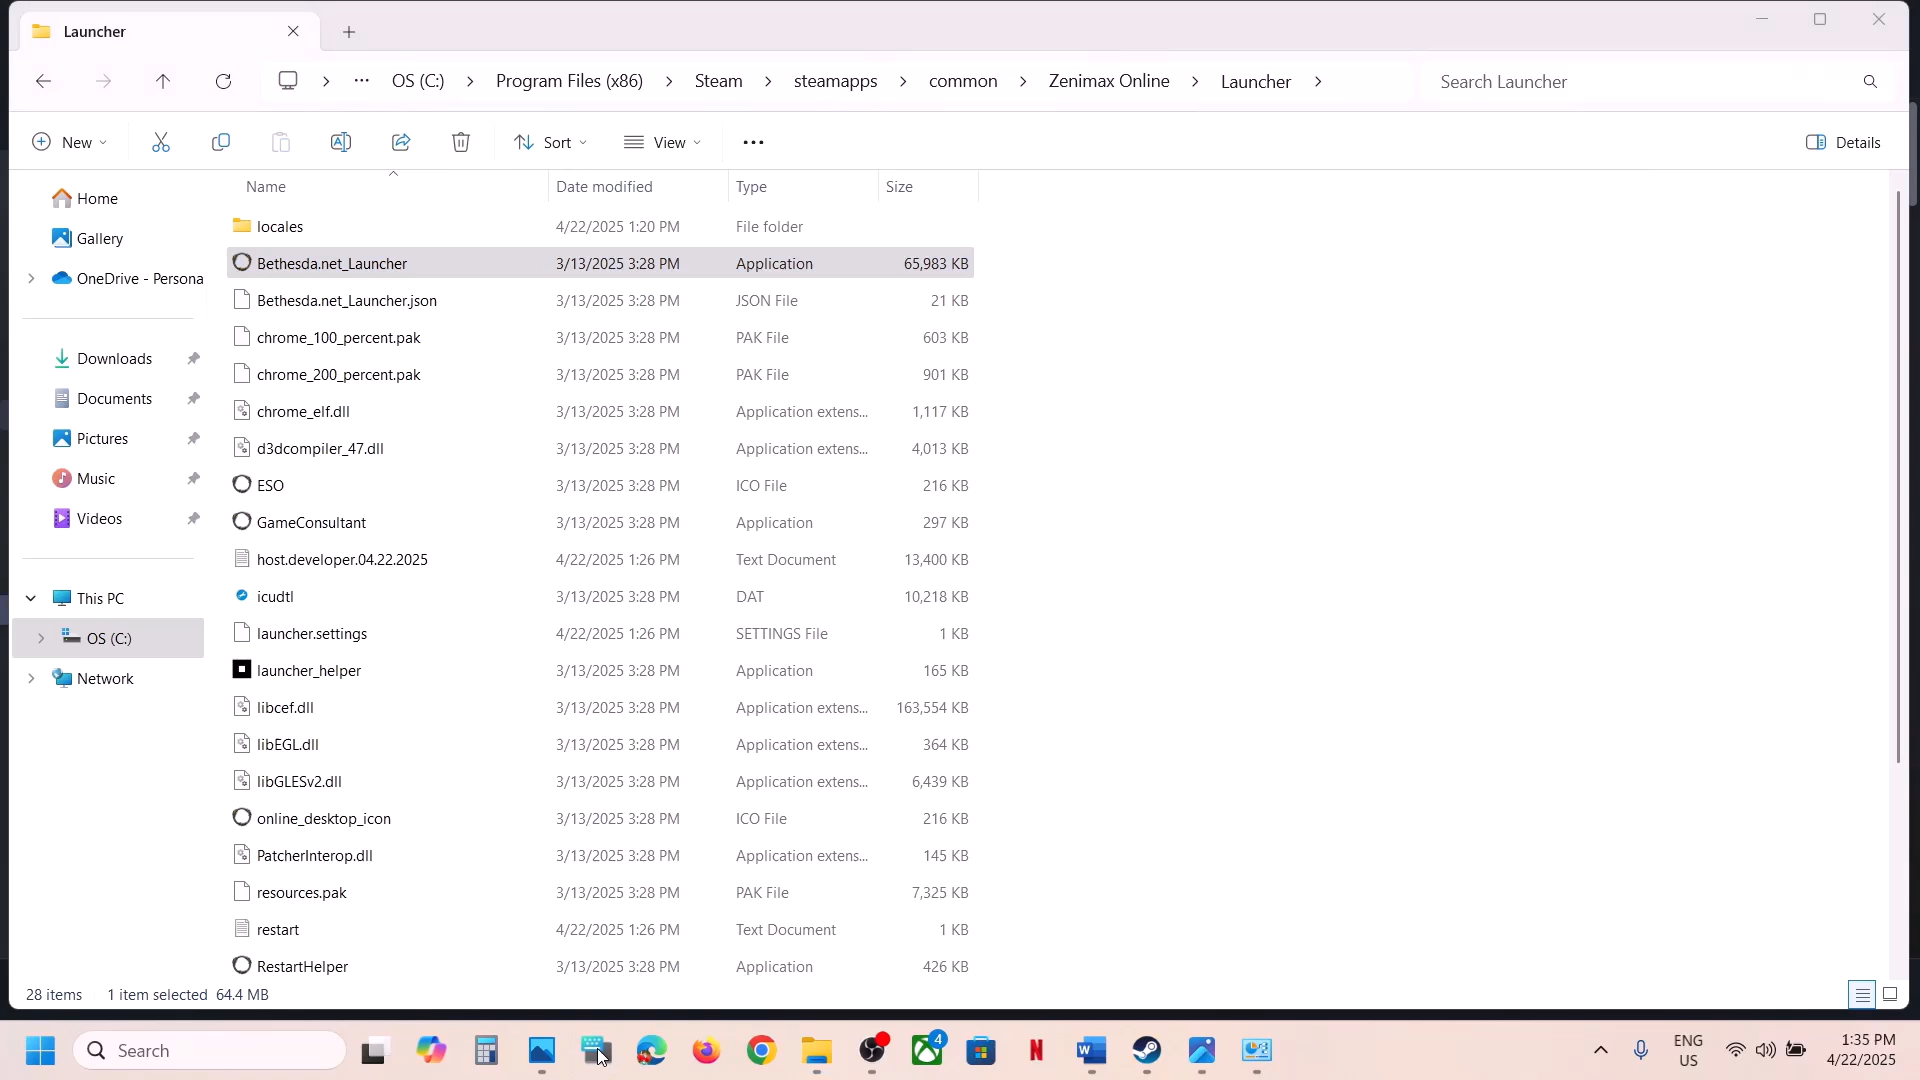 Launcher
OS (C:) Program Files (x86) Steam steamapps common Zenimax Online Launcher Search Launcher
New Sort View Details
Name Date modified Type Size
Home
Gallery
OneDrive - Persona
Downloads
Documents
Pictures
Music
Videos
This PC
OS (C:)
Network
locales 4/22/2025 1:20 PM File folder
Bethesda.net_Launcher 3/13/2025 3:28 PM Application 65,983 KB
Bethesda.net_Launcher.json 3/13/2025 3:28 PM JSON File 21 KB
chrome_100_percent.pak 3/13/2025 3:28 PM PAK File 603 KB
chrome_200_percent.pak 3/13/2025 3:28 PM PAK File 901 KB
chrome_elf.dll 3/13/2025 3:28 PM Application extens... 1,117 KB
d3dcompiler_47.dll 3/13/2025 3:28 PM Application extens... 4,013 KB
ESO 3/13/2025 3:28 PM ICO File 216 KB
GameConsultant 3/13/2025 3:28 PM Application 297 KB
host.developer.04.22.2025 4/22/2025 1:26 PM Text Document 13,400 KB
icudtl 3/13/2025 3:28 PM DAT 10,218 KB
launcher.settings 4/22/2025 1:26 PM SETTINGS File 1 KB
launcher_helper 3/13/2025 3:28 PM Application 165 KB
libcef.dll 3/13/2025 3:28 PM Application extens... 163,554 KB
libEGL.dll 3/13/2025 3:28 PM Application extens... 364 KB
libGLESv2.dll 3/13/2025 3:28 PM Application extens... 6,439 KB
online_desktop_icon 3/13/2025 3:28 PM ICO File 216 KB
PatcherInterop.dll 3/13/2025 3:28 PM Application extens... 145 KB
resources.pak 3/13/2025 3:28 PM PAK File 7,325 KB
restart 4/22/2025 1:26 PM Text Document 1 KB
RestartHelper 3/13/2025 3:28 PM Application 426 KB
28 items 1 item selected 64.4 MB
Search
4
ENG
US
1:35 PM
4/22/2025